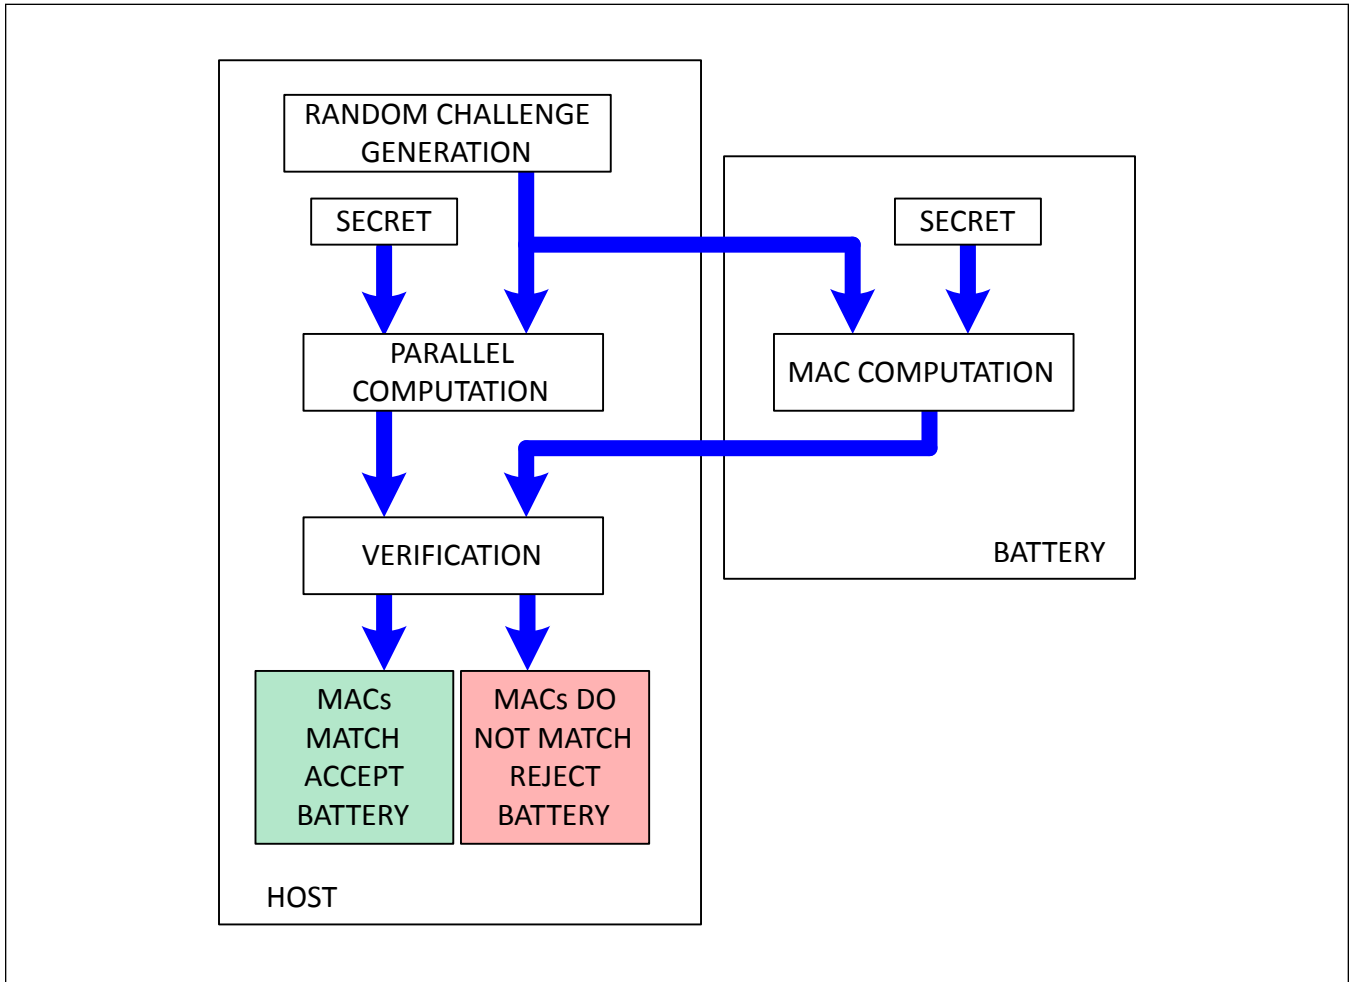 RANDOM CHALLENGE
GENERATION
SECRET
SECRET
PARALLEL
COMPUTATION
MAC COMPUTATION
VERIFICATION
BATTERY
MACs
MATCH
ACCEPT
BATTERY
MACs DO
NOT MATCH
REJECT
BATTERY
HOST